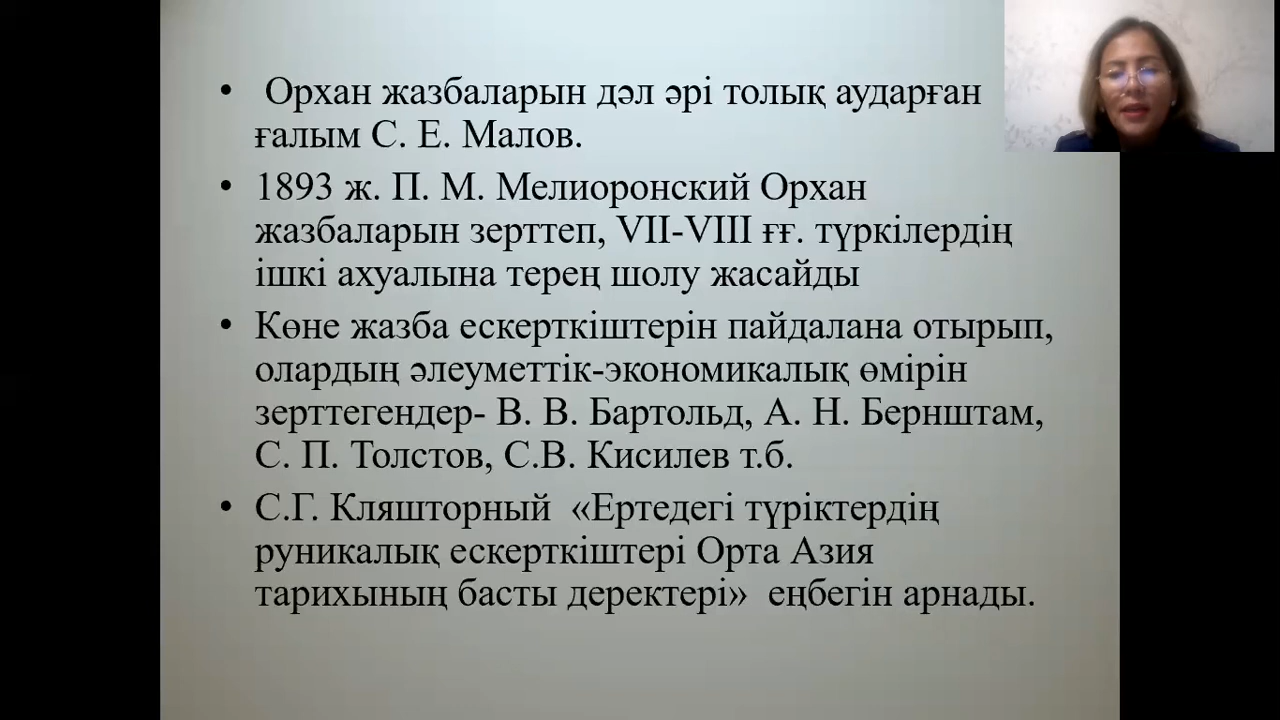 • Орхан жазбаларын дәл әрі толық аударған
ғалым С. Е. Малов.
• 1893 ж. П. М. Мелиоронский Орхан
жазбаларын зерттеп, VII-VIII ғғ. түркілердің
ішкі ахуалына терең шолу жасайды
• Көне жазба ескерткіштерін пайдалана отырып,
олардың әлеуметтік-экономикалық өмірін
зерттегендер- В. В. Бартольд, А. Н. Бернштам,
С. П. Толстов, С.В. Кисилев т.б.
• С.Г. Кляшторный «Ертедегі түріктердің
руникалық ескерткіштері Орта Азия
тарихының басты деректері» еңбегін арнады.